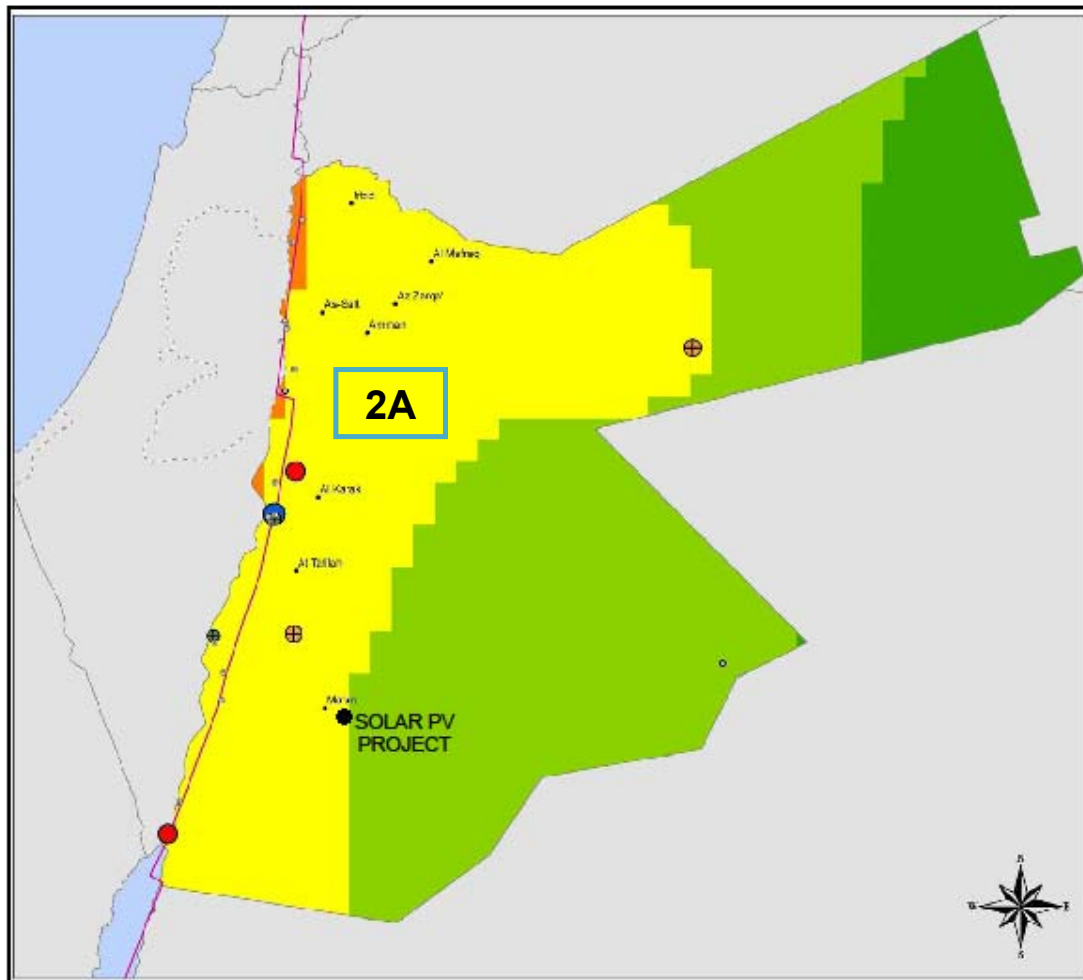 Irbid
Al Mafraq
Az Zarqa'
As-Salt
Amman
2A
Al Karak
At Tafilah
Ma'an
SOLAR PV
PROJECT
W
E
S